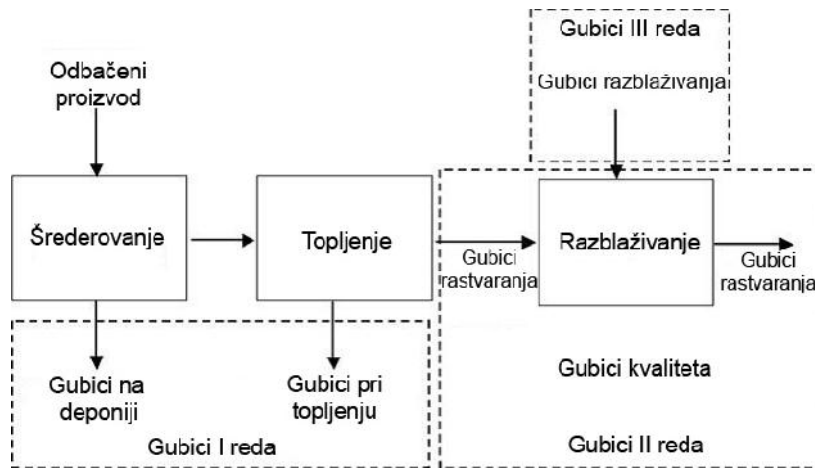 Gubici III reda
Odbačeni
proizvod
Gubici razblaživanja
Šrederovanje
Topljenje
Gubici
rastvaranja
Razblaživanje
Gubici
rastvaranja
Gubici na
deponiji
Gubici pri
topljenju
Gubici kvaliteta
Gubici I reda
Gubici II reda